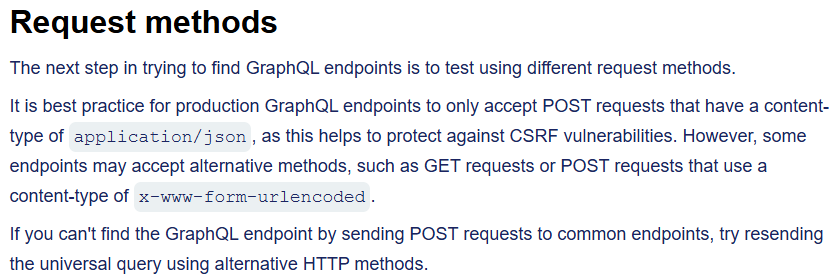 Request methods
The next step in trying to find GraphQL endpoints is to test using different request methods.
It is best practice for production GraphQL endpoints to only accept POST requests that have a content-
type of application/json, as this helps to protect against CSRF vulnerabilities. However, some
endpoints may accept alternative methods, such as GET requests or POST requests that use a
content-type of x-www-form-urlencoded.
If you can't find the GraphQL endpoint by sending POST requests to common endpoints, try resending
the universal query using alternative HTTP methods.